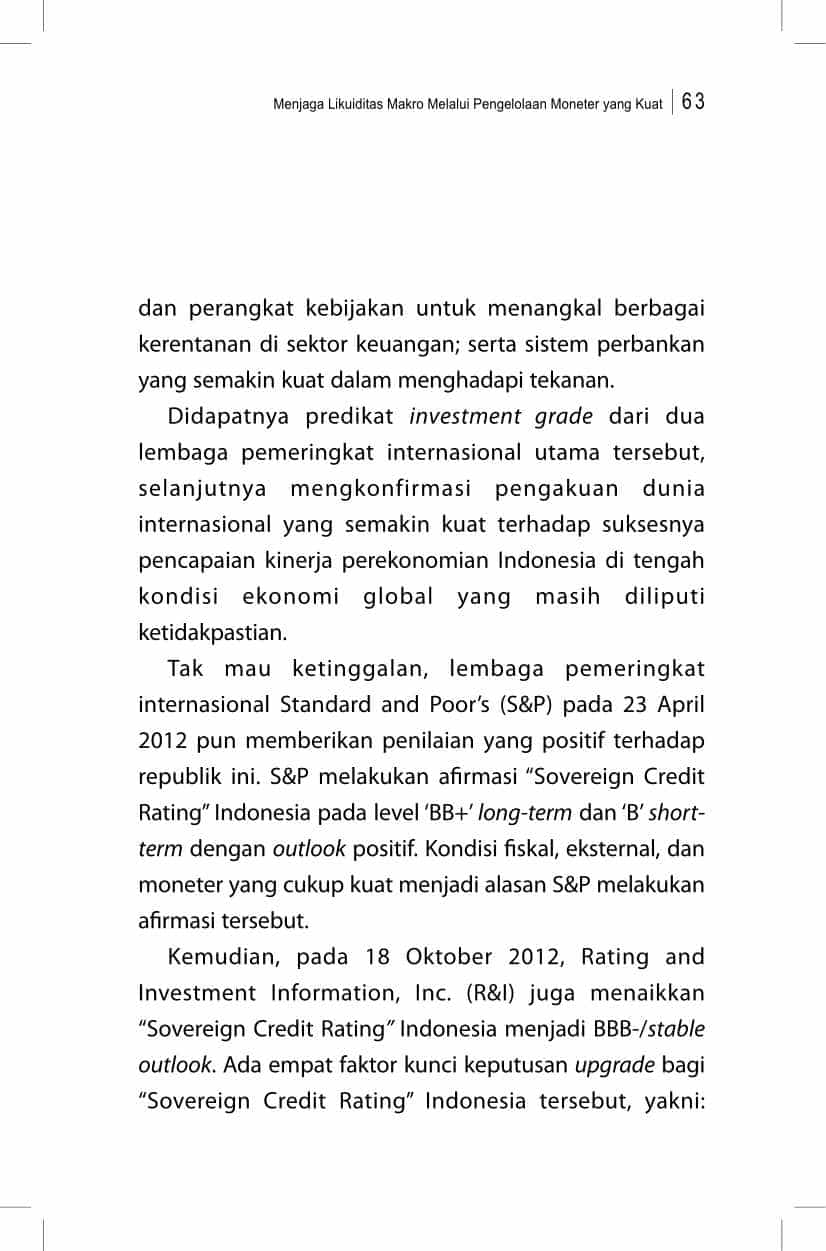 Menjaga Likuiditas Makro Melalui Pengelolaan Moneter yang Kuat 63
dan perangkat kebijakan untuk menangkal berbagai
kerentanan di sektor keuangan; serta sistem perbankan
yang semakin kuat dalam menghadapi tekanan.
Didapatnya predikat investment grade dari dua
lembaga pemeringkat internasional utama tersebut,
selanjutnya mengkonfirmasi pengakuan dunia
internasional yang semakin kuat terhadap suksesnya
pencapaian kinerja perekonomian Indonesia di tengah
kondisi ekonomi global yang masih diliputi
ketidakpastian.
Tak mau ketinggalan, lembaga pemeringkat
internasional Standard and Poor’s (S&P) pada 23 April
2012 pun memberikan penilaian yang positif terhadap
republik ini. S&P melakukan afirmasi “Sovereign Credit
Rating” Indonesia pada level ‘BB+’ long-term dan ‘B’ short-
term dengan outlook positif. Kondisi fiskal, eksternal, dan
moneter yang cukup kuat menjadi alasan S&P melakukan
afirmasi tersebut.
Kemudian, pada 18 Oktober 2012, Rating and
Investment Information, Inc. (R&I) juga menaikkan
“Sovereign Credit Rating” Indonesia menjadi BBB-/stable
outlook. Ada empat faktor kunci keputusan upgrade bagi
“Sovereign Credit Rating” Indonesia tersebut, yakni: